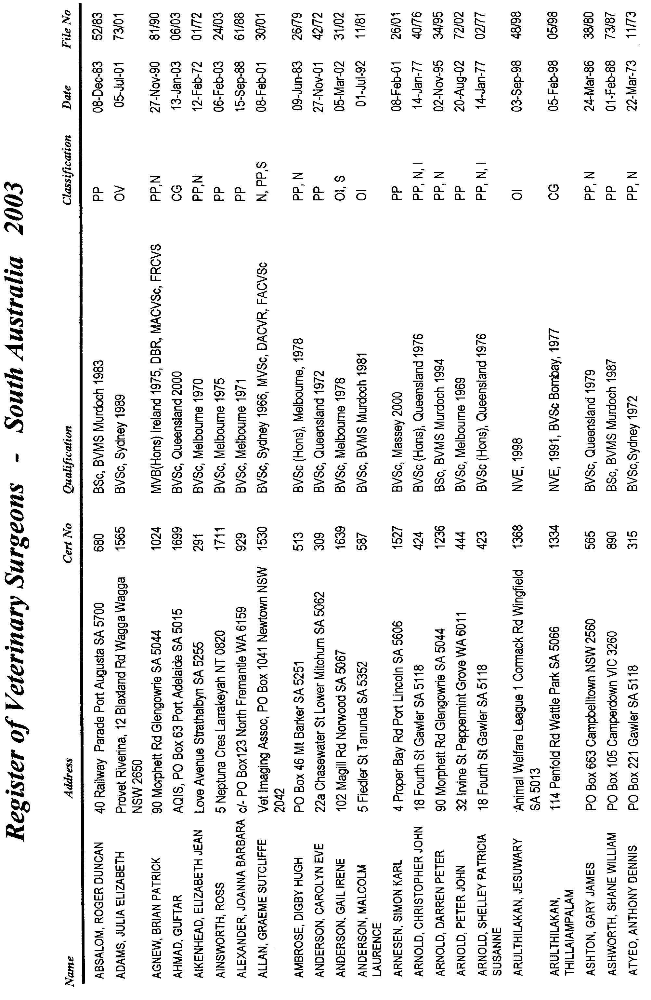 Register of Veterinary Surgeons - South Australia 2003
Name Address Cert No Qualification Classification Date File No
ABSALOM, ROGER DUNCAN 40 Railway Parade Port Augusta SA 5700 680 BSc, BVMS Murdoch 1983 PP 08-Dec-83 52/83
ADAMS, JULIA ELIZABETH Provet Riverina, 12 Blaxland Rd Wagga Wagga 1565 BVSc, Sydney 1989 OV 05-Jul-01 73/01
NSW 2650
AGNEW, BRIAN PATRICK 90 Morphett Rd Glengowrie SA 5044 1024 MVB(Hons) Ireland 1975, DBR, MACVSc, FRCVS PP,N 27-Nov-90 81/90
AHMAD, GUFTAR AQIS, PO Box 63 Port Adelaide SA 5015 1699 BVSc, Queensland 2000 CG 13-Jan-03 06/03
AIKENHEAD, ELIZABETH JEAN Love Avenue Strathalbyn SA 5255 291 BVSc, Melbourne 1970 PP,N 12-Feb-72 01/72
AINSWORTH, ROSS 5 Neptuna Cres Larrakeyah NT 0820 1711 BVSc, Melbourne 1975 PP 06-Feb-03 24/03
ALEXANDER, JOANNA BARBARA c/- PO Box123 North Fremantle WA 6159 929 BVSc, Melbourne 1971 PP 15-Sep-88 61/88
ALLAN, GRAEME SUTCLIFFE Vet Imaging Assoc, PO Box 1041 Newtown NSW 1530 BVSc, Sydney 1966, MVSc, DACVR, FACVSc N, PP,S 08-Feb-01 30/01
2042
AMBROSE, DIGBY HUGH PO Box 46 Mt Barker SA 5251 513 BVSc (Hons), Melbourne, 1978 PP, N 09-Jun-83 26/79
ANDERSON, CAROLYN EVE 22a Chasewater St Lower Mitchum SA 5062 309 BVSc, Queensland 1972 PP 27-Nov-01 42/72
ANDERSON, GAIL IRENE 102 Magill Rd Norwood SA 5067 1639 BVSc, Melbourne 1978 OI, S 05-Mar-02 31/02
ANDERSON, MALCOLM 5 Fiedler St Tanunda SA 5352 587 BVSc, BVMS Murdoch 1981 OI 01-Jul-92 11/81
LAURENCE
ARNESEN, SIMON KARL 4 Proper Bay Rd Port Lincoln SA 5606 1527 BVSc, Massey 2000 PP 08-Feb-01 26/01
ARNOLD, CHRISTOPHER JOHN 18 Fourth St Gawler SA 5118 424 BVSc (Hons), Queensland 1976 PP, N, I 14-Jan-77 40/76
ARNOLD, DARREN PETER 90 Morphett Rd Glengowrie SA 5044 1236 BSc, BVMS Murdoch 1994 PP, N 02-Nov-95 34/95
ARNOLD, PETER JOHN 32 Irvine St Peppermint Grove WA 6011 444 BVSc, Melbourne 1969 PP 20-Aug-02 72/02
ARNOLD, SHELLEY PATRICIA 18 Fourth St Gawler SA 5118 423 BVSc (Hons), Queensland 1976 PP, N, I 14-Jan-77 02/77
SUSANNE
ARULTHILAKAN, JESUWARY Animal Welfare League 1 Cormack Rd Wingfield 1368 NVE, 1998 OI 03-Sep-98 48/98
SA 5013
ARULTHILAKAN, 114 Penfold Rd Wattle Park SA 5066 1334 NVE, 1991, BVSc Bombay, 1977 CG 05-Feb-98 05/98
THILLAIAMPALAM
ASHTON, GARY JAMES PO Box 663 Campbelltown NSW 2560 565 BVSc, Queensland 1979 PP, N 24-Mar-86 38/80
ASHWORTH, SHANE WILLIAM PO Box 105 Camperdown VIC 3260 890 BSc, BVMS Murdoch 1987 PP 01-Feb-88 73/87
ATYEO, ANTHONY DENNIS PO Box 221 Gawler SA 5118 315 BVSc,Sydney 1972 PP, N 22-Mar-73 11/73